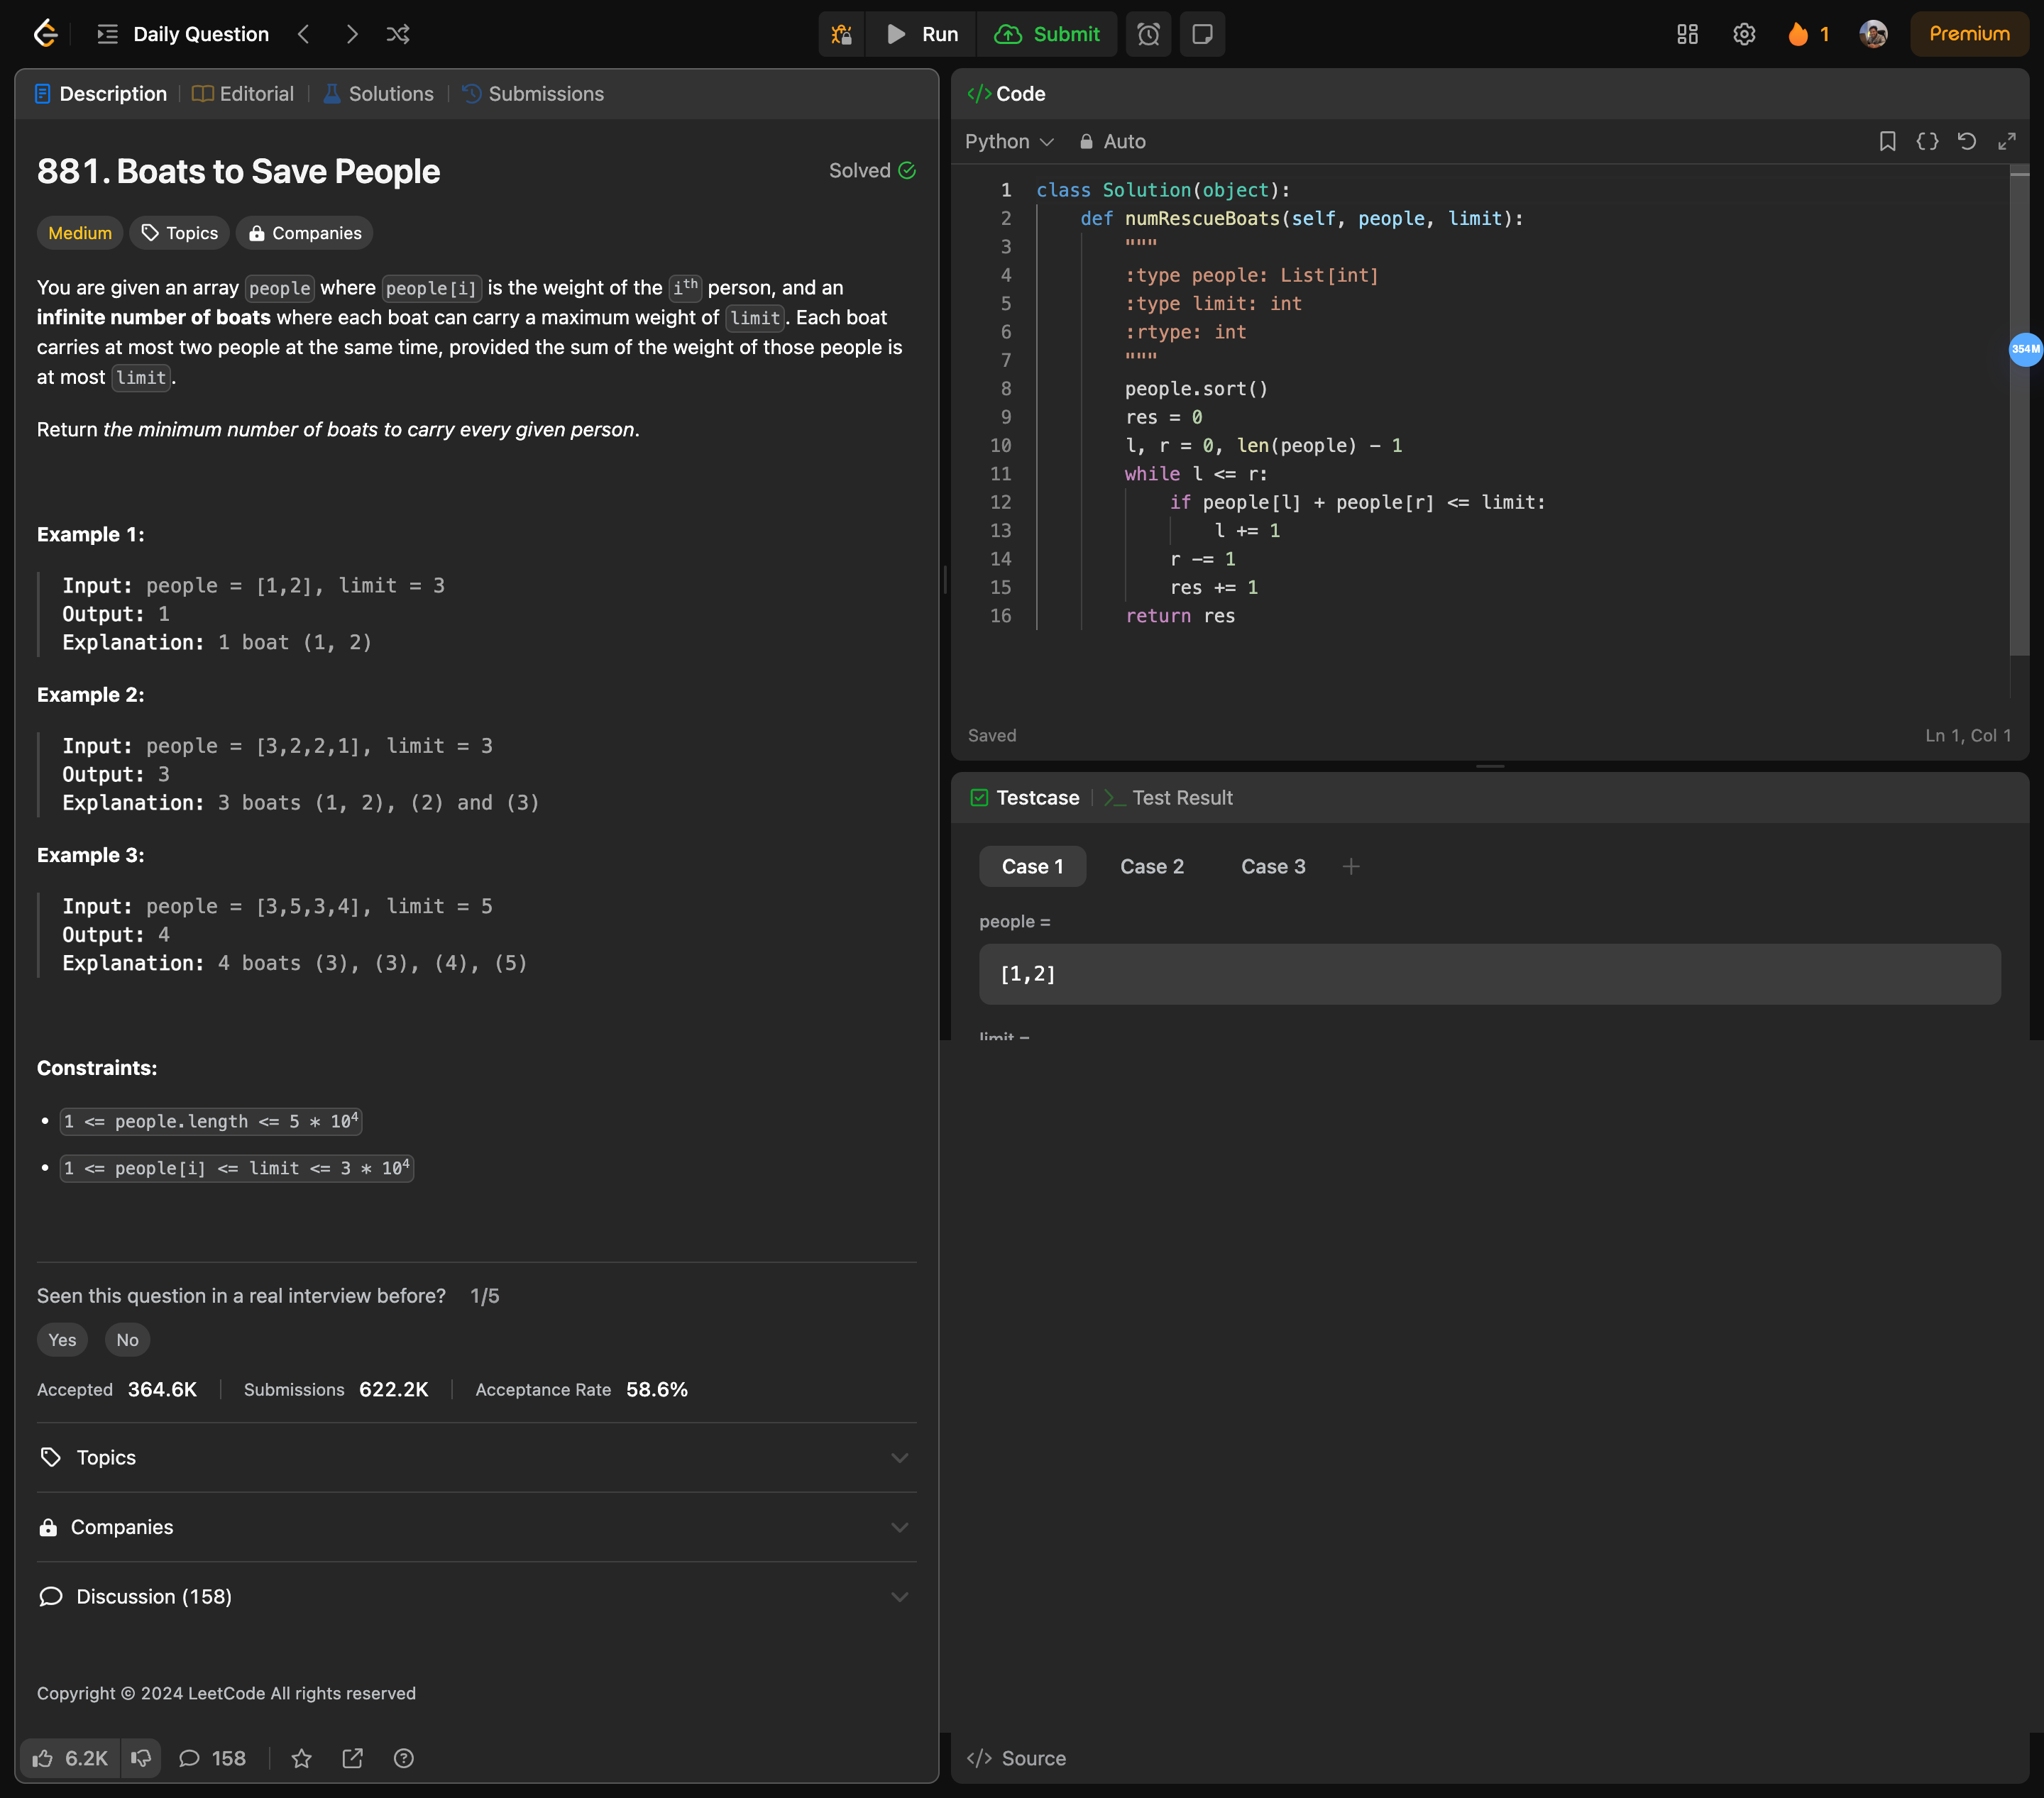 Daily Question
Run
Submit
1
Premium
Description
Editorial
Solutions
Submissions
881. Boats to Save People
Solved
Medium
Topics
Companies
You are given an array people where people[i] is the weight of the ith person, and an
infinite number of boats where each boat can carry a maximum weight of limit. Each boat
carries at most two people at the same time, provided the sum of the weight of those people is
at most limit.
Return the minimum number of boats to carry every given person.
Example 1:
Input: people = [1,2], limit = 3
Output: 1
Explanation: 1 boat (1, 2)
Example 2:
Input: people = [3,2,2,1], limit = 3
Output: 3
Explanation: 3 boats (1, 2), (2) and (3)
Example 3:
Input: people = [3,5,3,4], limit = 5
Output: 4
Explanation: 4 boats (3), (3), (4), (5)
Constraints:
• 1 <= people.length <= 5 * 10⁴
• 1 <= people[i] <= limit <= 3 * 10⁴
Seen this question in a real interview before? 1/5
Yes
No
Accepted 364.6K
Submissions 622.2K
Acceptance Rate 58.6%
Topics
Companies
Discussion (158)
Copyright © 2024 LeetCode All rights reserved
6.2K
158
</> Code
Python
Auto
1 class Solution(object):
2     def numRescueBoats(self, people, limit):
3         """
4         :type people: List[int]
5         :type limit: int
6         :rtype: int
7         """
8         people.sort()
9         res = 0
10         l, r = 0, len(people) - 1
11         while l <= r:
12             if people[l] + people[r] <= limit:
13                 l += 1
14             r -= 1
15             res += 1
16         return res
354M
Saved
Ln 1, Col 1
Testcase
>_ Test Result
Case 1
Case 2
Case 3
+
people =
[1,2]
limit =
</> Source